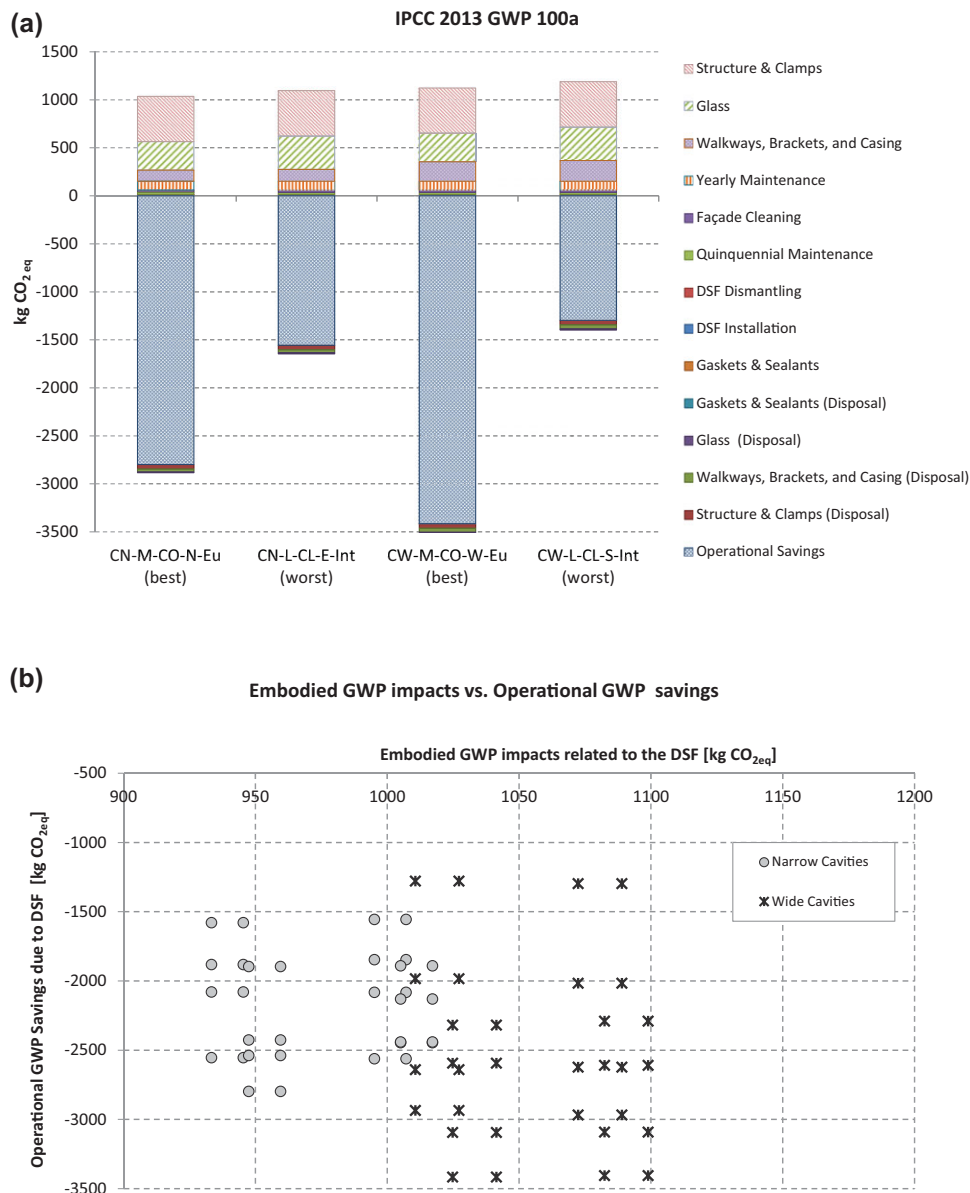 (a)
IPCC 2013 GWP 100a
1500
1000
500
0
-500
-1000
-1500
-2000
-2500
-3000
-3500
kg CO2 eq
CN-M-CO-N-Eu
(best)
CN-L-CL-E-Int
(worst)
CW-M-CO-W-Eu
(best)
CW-L-CL-S-Int
(worst)
Structure & Clamps
Glass
Walkways, Brackets, and Casing
Yearly Maintenance
Façade Cleaning
Quinquennial Maintenance
DSF Dismantling
DSF Installation
Gaskets & Sealants
Gaskets & Sealants (Disposal)
Glass (Disposal)
Walkways, Brackets, and Casing (Disposal)
Structure & Clamps (Disposal)
Operational Savings
(b)
Embodied GWP impacts vs. Operational GWP savings
Embodied GWP impacts related to the DSF [kg CO2eq]
900 950 1000 1050 1100 1150 1200
Operational GWP Savings due to DSF [kg CO2eq]
-500
-1000
-1500
-2000
-2500
-3000
-3500
Narrow Cavities
Wide Cavities